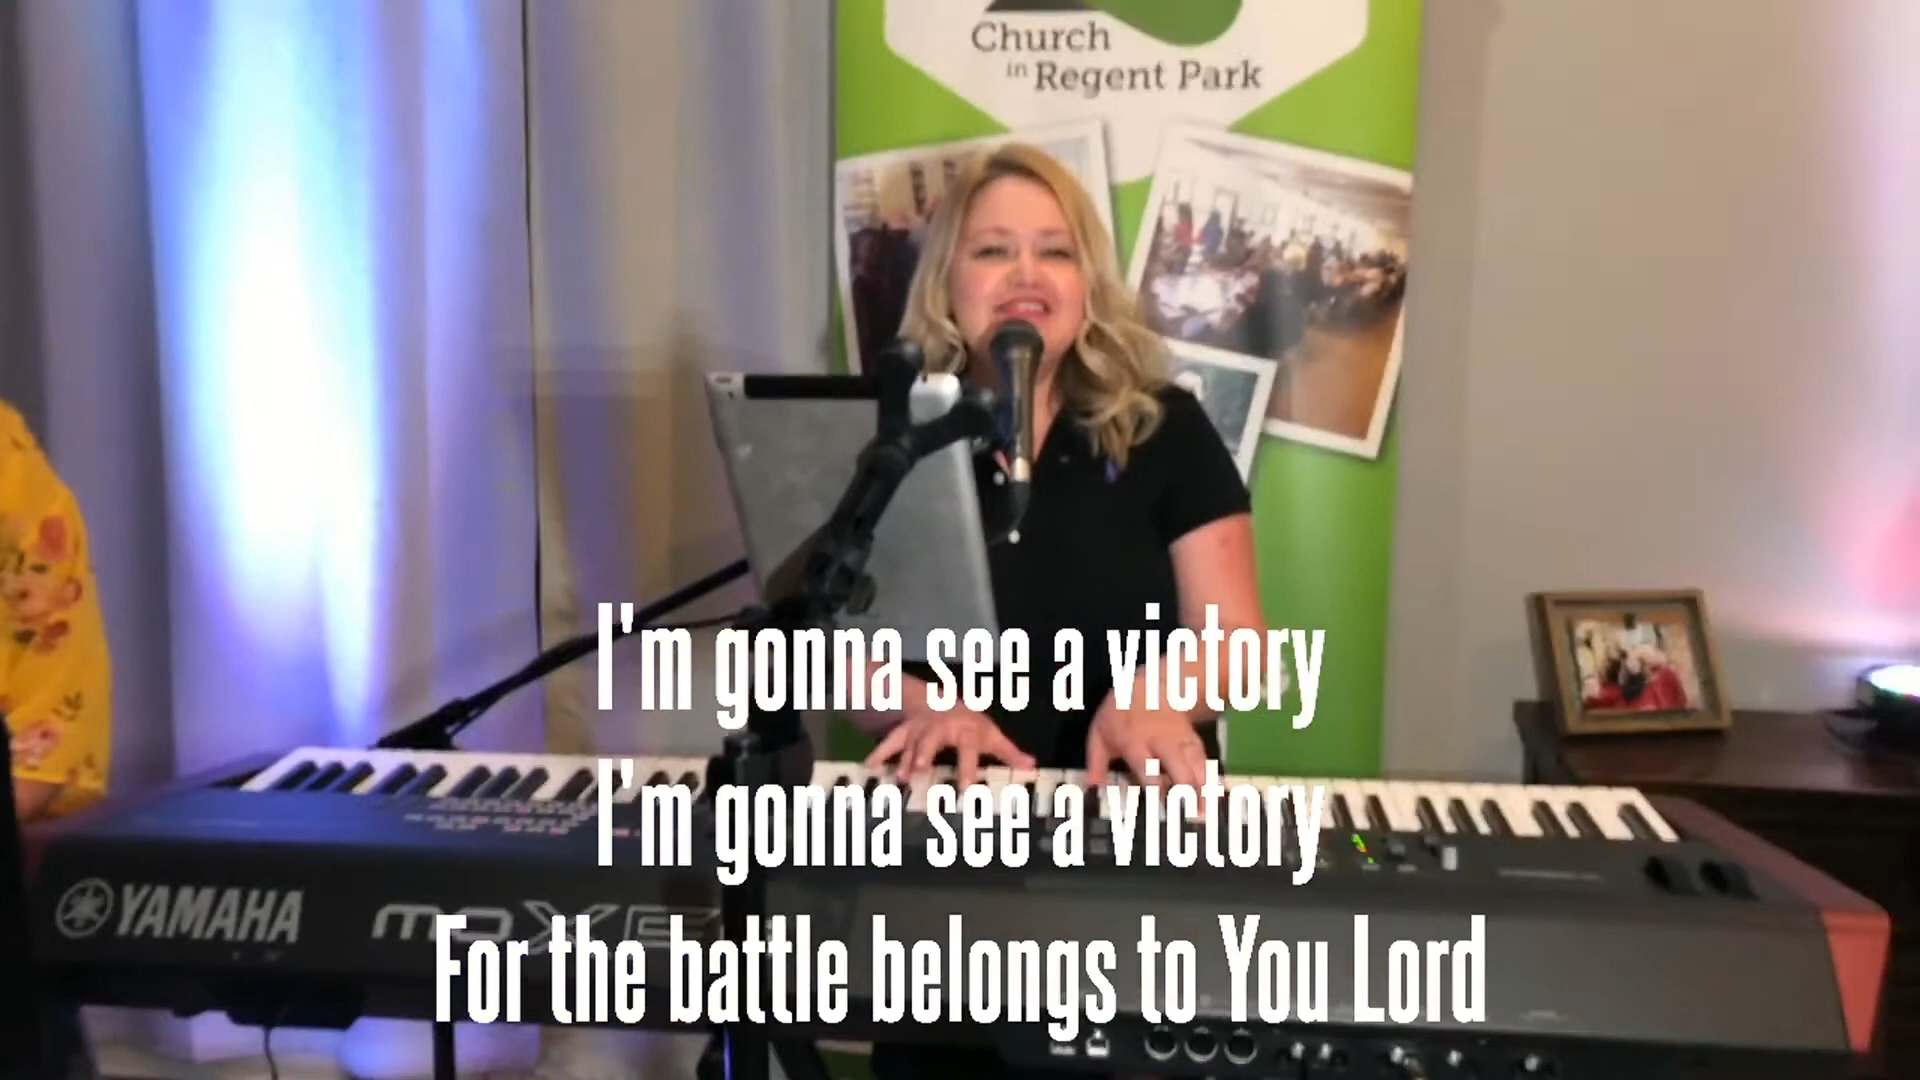 Church
in Regent Park
I'm gonna see a victory
I'm gonna see a victory
For the battle belongs to You Lord
YAMAHA